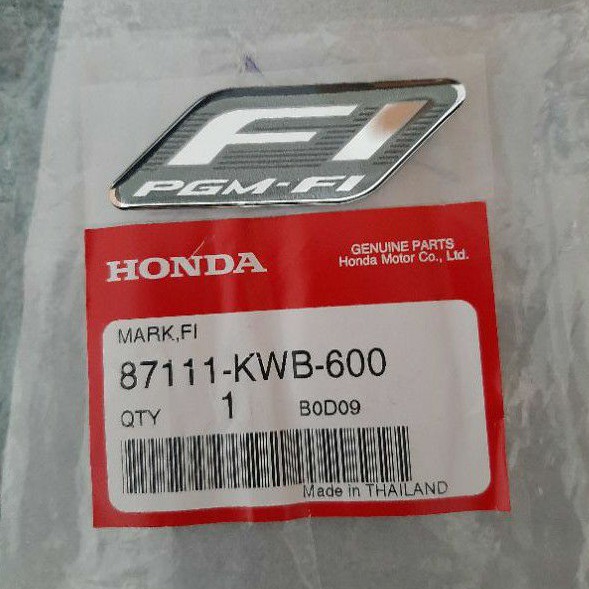 FI
PGM-FI
HONDA
GENUINE PARTS
Honda Motor Co., Ltd.
MARK,FI
87111-KWB-600
QTY 1 B0D09
Made in THAILAND